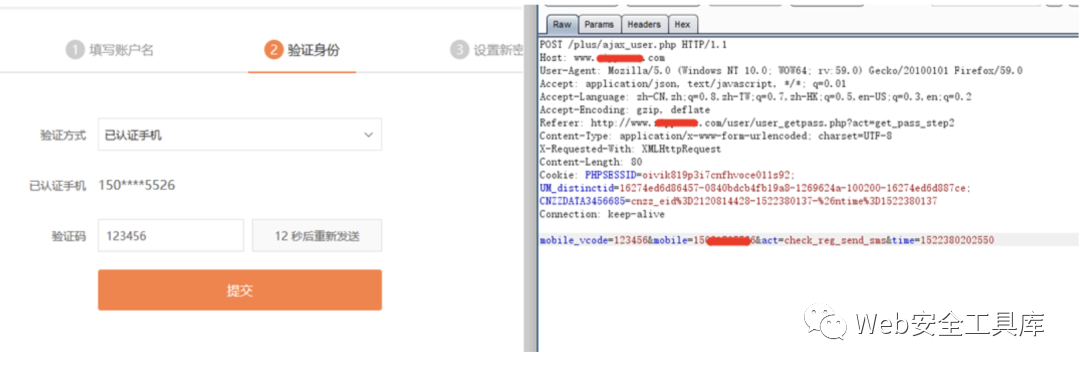 1 填写账户名
2 验证身份
3 设置新密
验证方式 已认证手机
已认证手机 150****5526
验证码 123456 12 秒后重新发送
提交
Raw Params Headers Hex
POST /plus/ajax_user.php HTTP/1.1
Host: www. .com
User-Agent: Mozilla/5.0 (Windows NT 10.0; WOW64; rv:59.0) Gecko/20100101 Firefox/59.0
Accept: application/json, text/javascript, */*; q=0.01
Accept-Language: zh-CN,zh;q=0.8,zh-TW;q=0.7,zh-HK;q=0.5,en-US;q=0.3,en;q=0.2
Accept-Encoding: gzip, deflate
Referer: http://www. .com/user/user_getpass.php?act=get_pass_step2
Content-Type: application/x-www-form-urlencoded; charset=UTF-8
X-Requested-With: XMLHttpRequest
Content-Length: 80
Cookie: PHPSESSID=oivik819p3i7cnfhvoce011s92;
UM_distinctid=16274ed6d86457-0840bdcb4fb19a8-1269624a-100200-16274ed6d887ce;
CNZZDATA3456685=cnzz_eid%3D2120814428-1522380137-%26ntime%3D1522380137
Connection: keep-alive
mobile_vcode=123456&mobile=150 &act=check_reg_send_sms&time=1522380202550
Web安全工具库